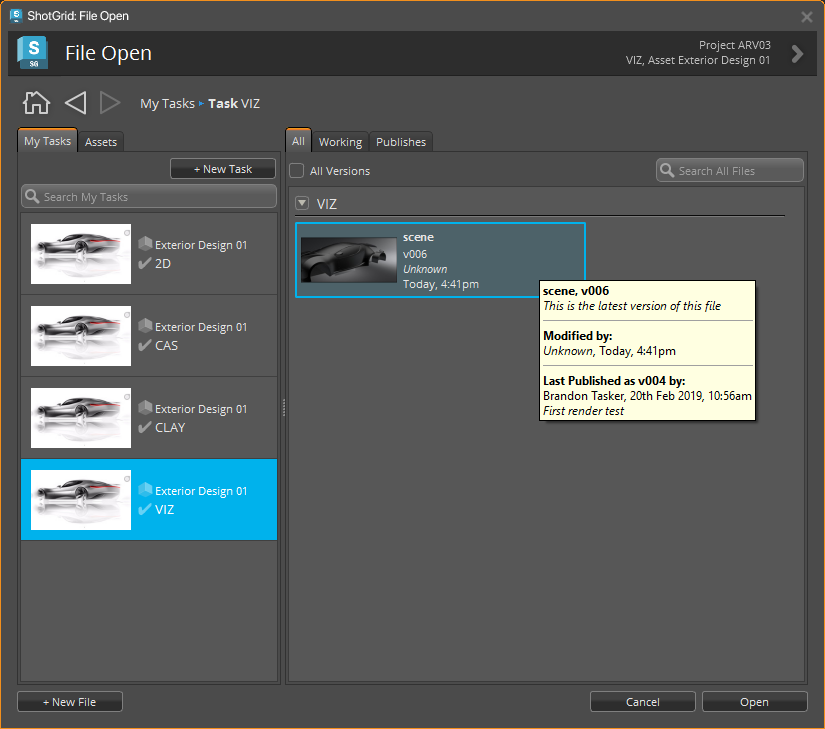 ShotGrid: File Open
S
SG
File Open
Project ARV03
VIZ, Asset Exterior Design 01
My Tasks ▸ Task VIZ
My Tasks
Assets
+ New Task
Search My Tasks
Exterior Design 01
2D
Exterior Design 01
CAS
Exterior Design 01
CLAY
Exterior Design 01
VIZ
All
Working
Publishes
All Versions
Search All Files
VIZ
scene
v006
Unknown
Today, 4:41pm
scene, v006
This is the latest version of this file
Modified by:
Unknown, Today, 4:41pm
Last Published as v004 by:
Brandon Tasker, 20th Feb 2019, 10:56am
First render test
+ New File
Cancel
Open